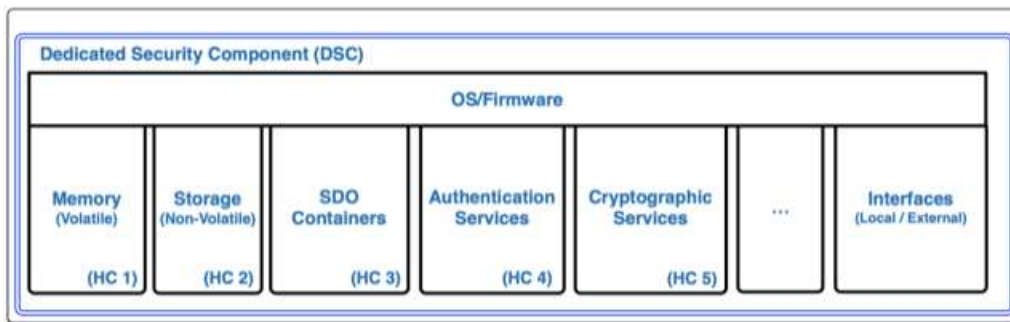 Dedicated Security Component (DSC)
OS/Firmware
Memory
(Volatile)
(HC 1)
Storage
(Non-Volatile)
(HC 2)
SDO
Containers
(HC 3)
Authentication
Services
(HC 4)
Cryptographic
Services
(HC 5)
...
Interfaces
(Local / External)